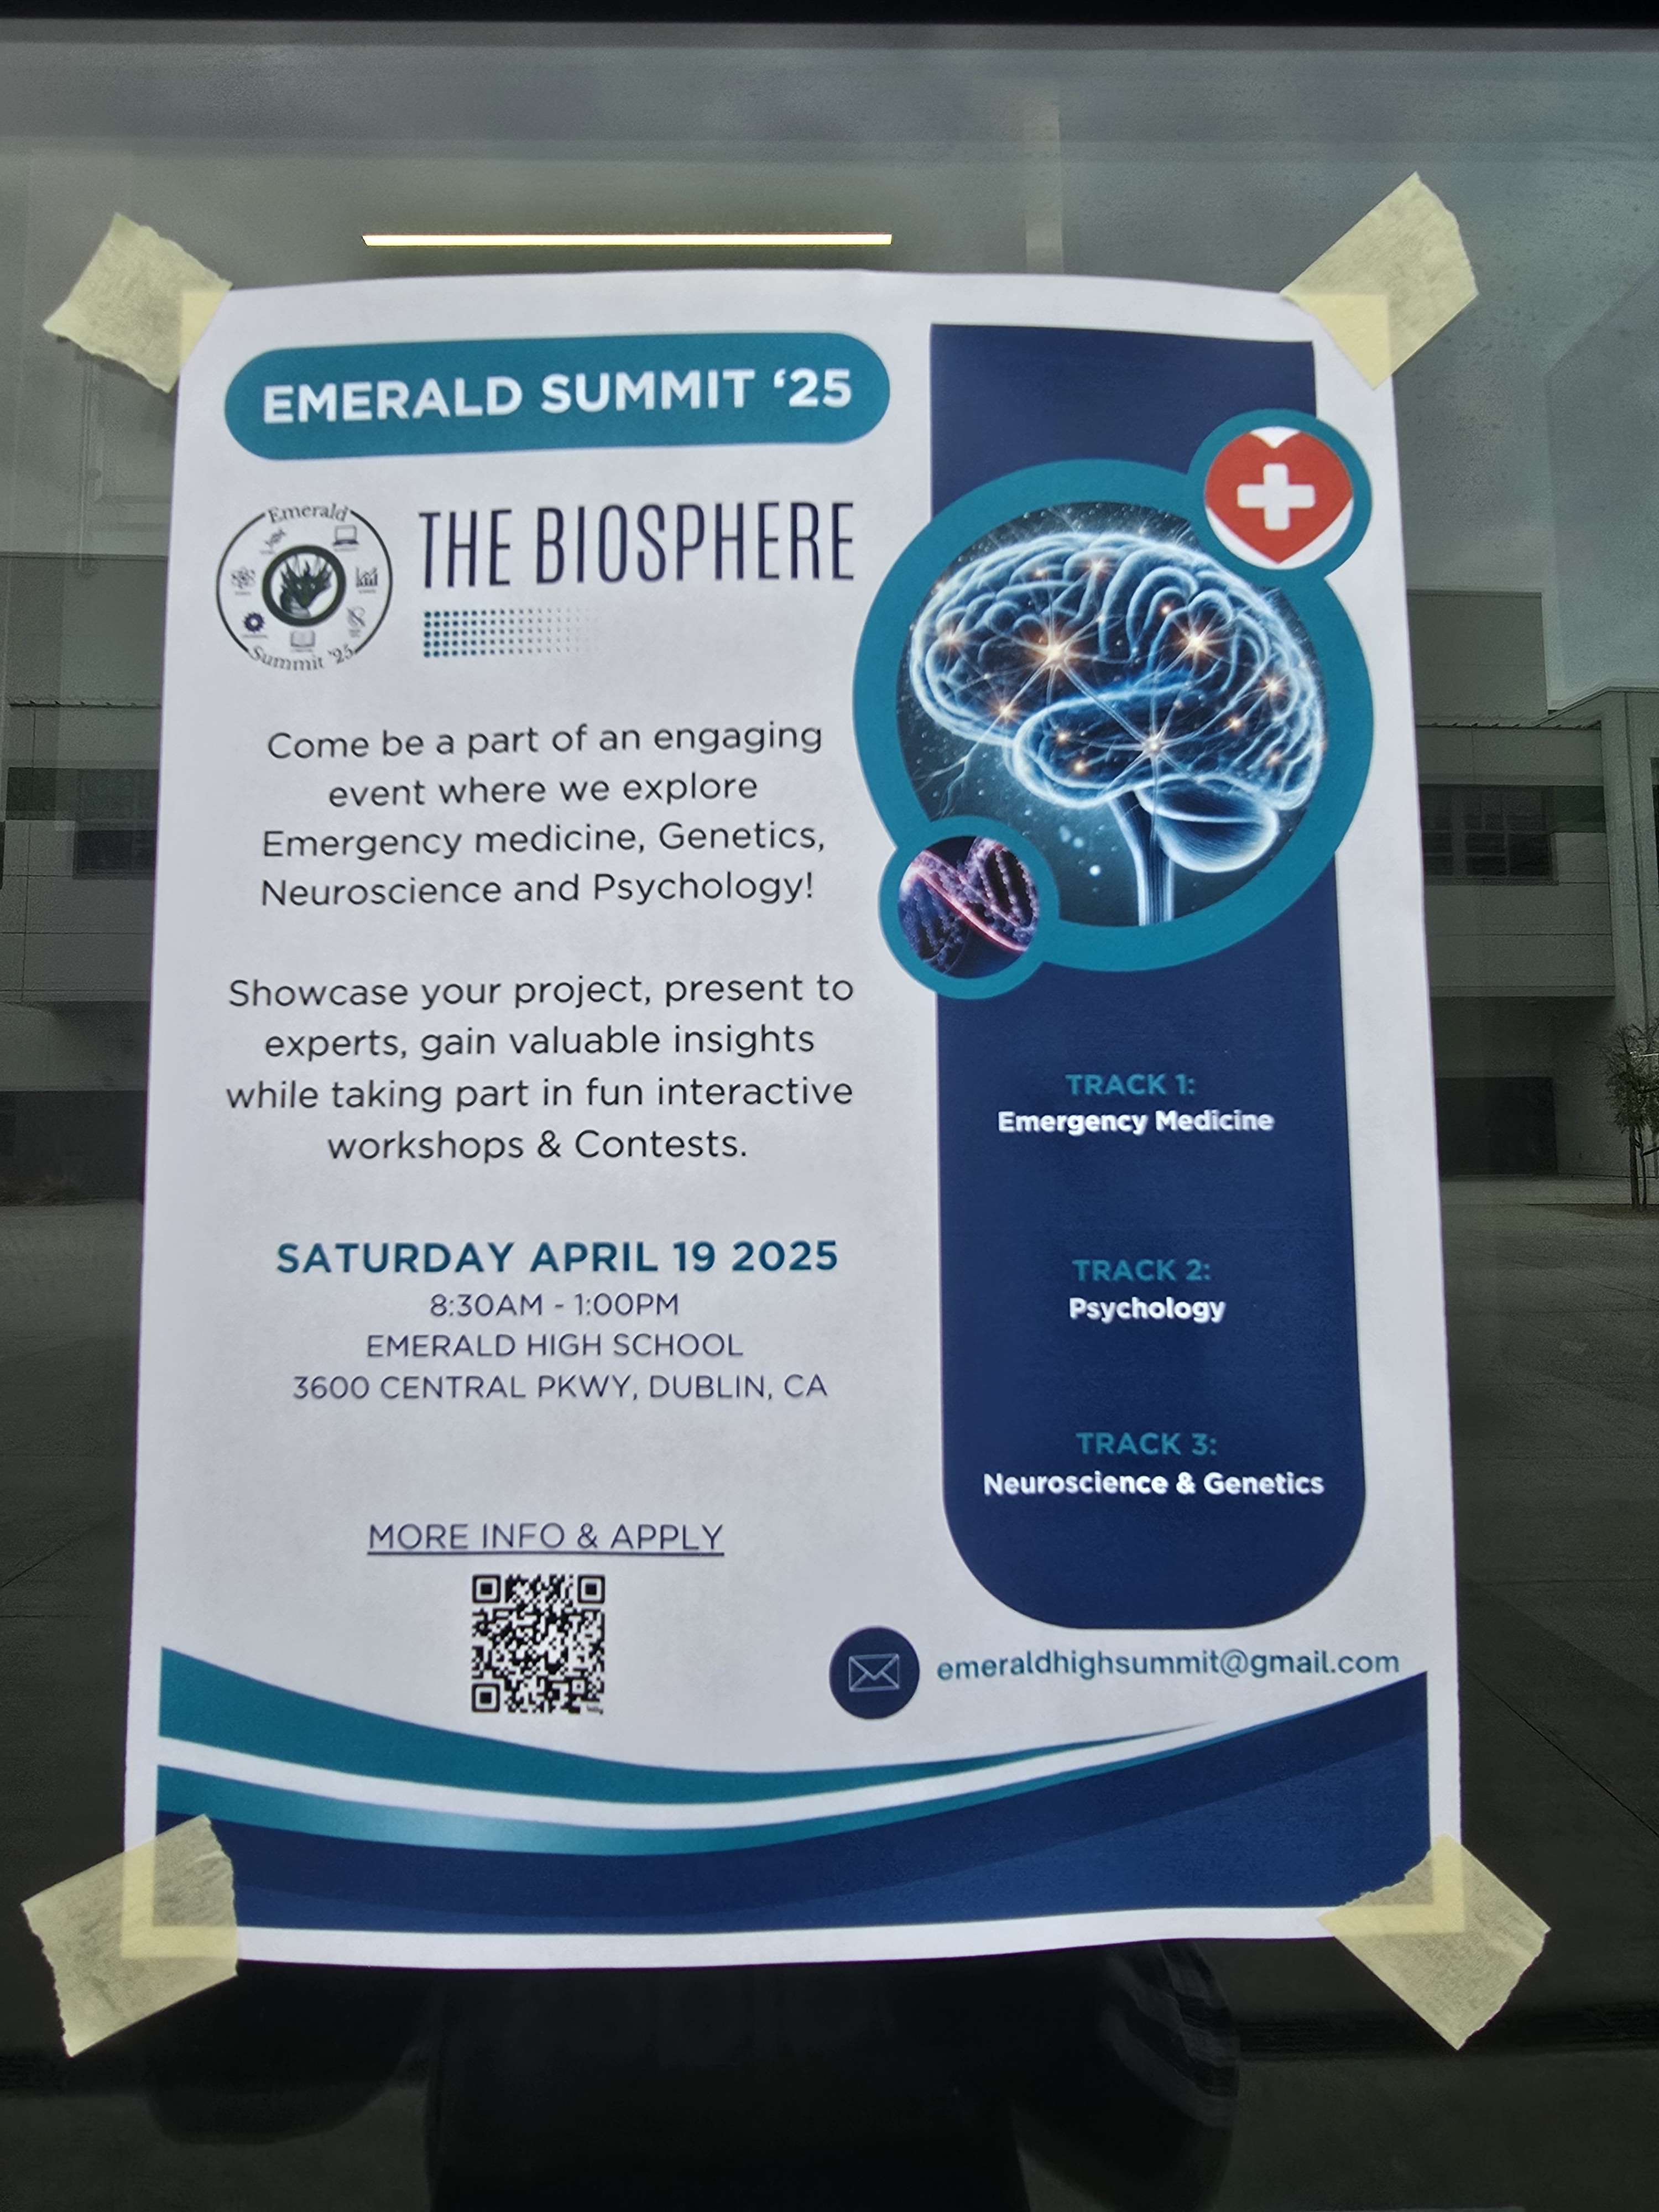 EMERALD SUMMIT ‘25
Emerald
Summit '25
THE BIOSPHERE
Come be a part of an engaging
event where we explore
Emergency medicine, Genetics,
Neuroscience and Psychology!
Showcase your project, present to
experts, gain valuable insights
while taking part in fun interactive
workshops & Contests.
SATURDAY APRIL 19 2025
8:30AM - 1:00PM
EMERALD HIGH SCHOOL
3600 CENTRAL PKWY, DUBLIN, CA
MORE INFO & APPLY
TRACK 1:
Emergency Medicine
TRACK 2:
Psychology
TRACK 3:
Neuroscience & Genetics
emeraldhighsummit@gmail.com